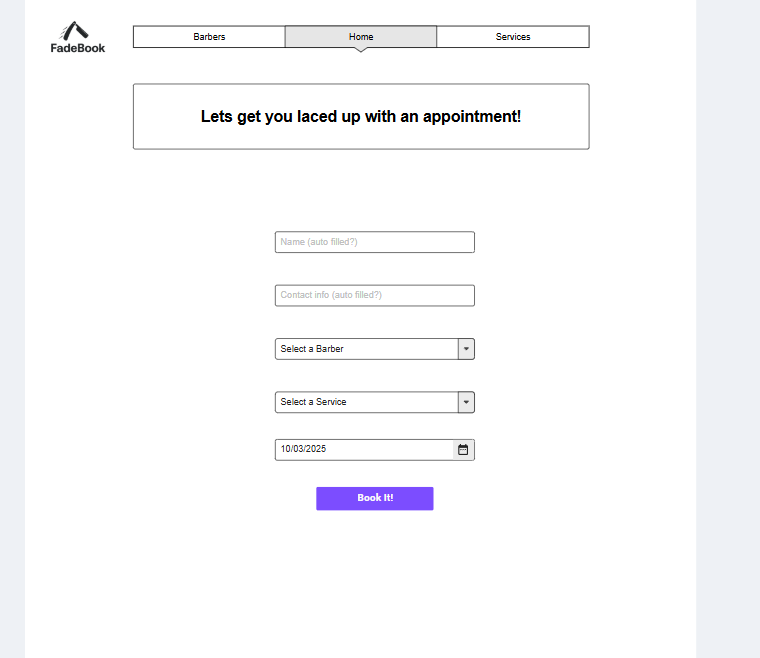 FadeBook
Barbers
Home
Services
Lets get you laced up with an appointment!
Name (auto filled?)
Contact info (auto filled?)
Select a Barber
Select a Service
10/03/2025
Book It!